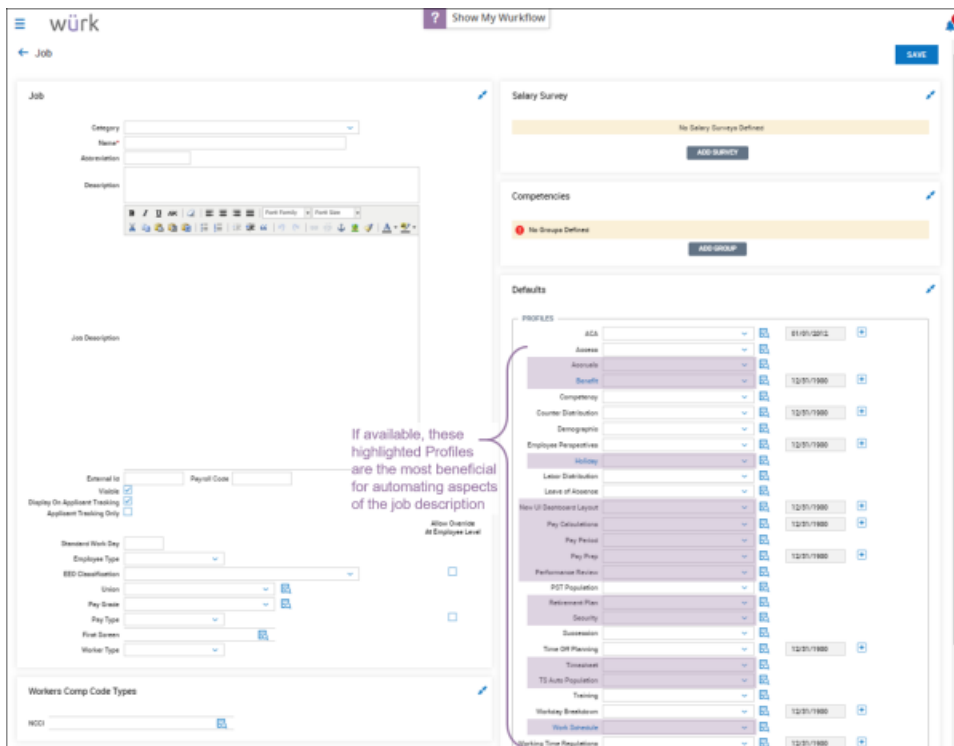 würk
? Show My Wurkflow
← Job
SAVE
Job
Category
Name*
Abbreviation
Description
B I U ABC Font Family Font Size
Job Description
External Id
Payroll Code
Visible
Display On Applicant Tracking
Applicant Tracking Only
Allow Override
At Employee Level
Standard Work Day
Employee Type
EEO Classification
Union
Pay Grade
Pay Type
First Screen
Worker Type
Workers Comp Code Types
NCCI
Salary Survey
No Salary Surveys Defined
ADD SURVEY
Competencies
No Groups Defined
ADD GROUP
Defaults
PROFILES
ACA 01/01/2012
Assess
Accruals
Benefit 12/31/1900
Competency
Counter Distribution 12/31/1900
Demographic
Employee Perspectives 12/31/1900
Holiday
Labor Distribution
Leave of Absence
New UI Dashboard Layout 12/31/1900
Pay Calculations 12/31/1900
Pay Period
Pay Prep 12/31/1900
Performance Review
PST Population
Retirement Plan
Security
Succession
Time Off Planning 12/31/1900
Timesheet
TS Auto Population
Training
Workday Breakdown 12/31/1900
Work Schedule
Working Time Regulations 12/31/1900
If available, these
highlighted Profiles
are the most beneficial
for automating aspects
of the job description